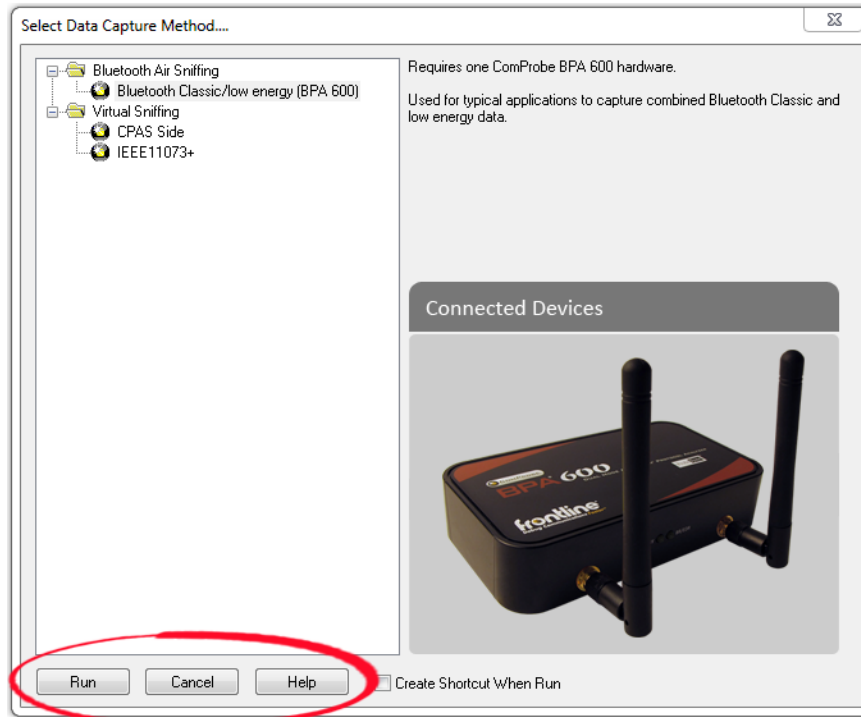 Select Data Capture Method....
Bluetooth Air Sniffing
Bluetooth Classic/low energy (BPA 600)
Virtual Sniffing
CPAS Side
IEEE11073+
Requires one ComProbe BPA 600 hardware.
Used for typical applications to capture combined Bluetooth Classic and
low energy data.
Connected Devices
BPA 600
frontline
Run
Cancel
Help
Create Shortcut When Run